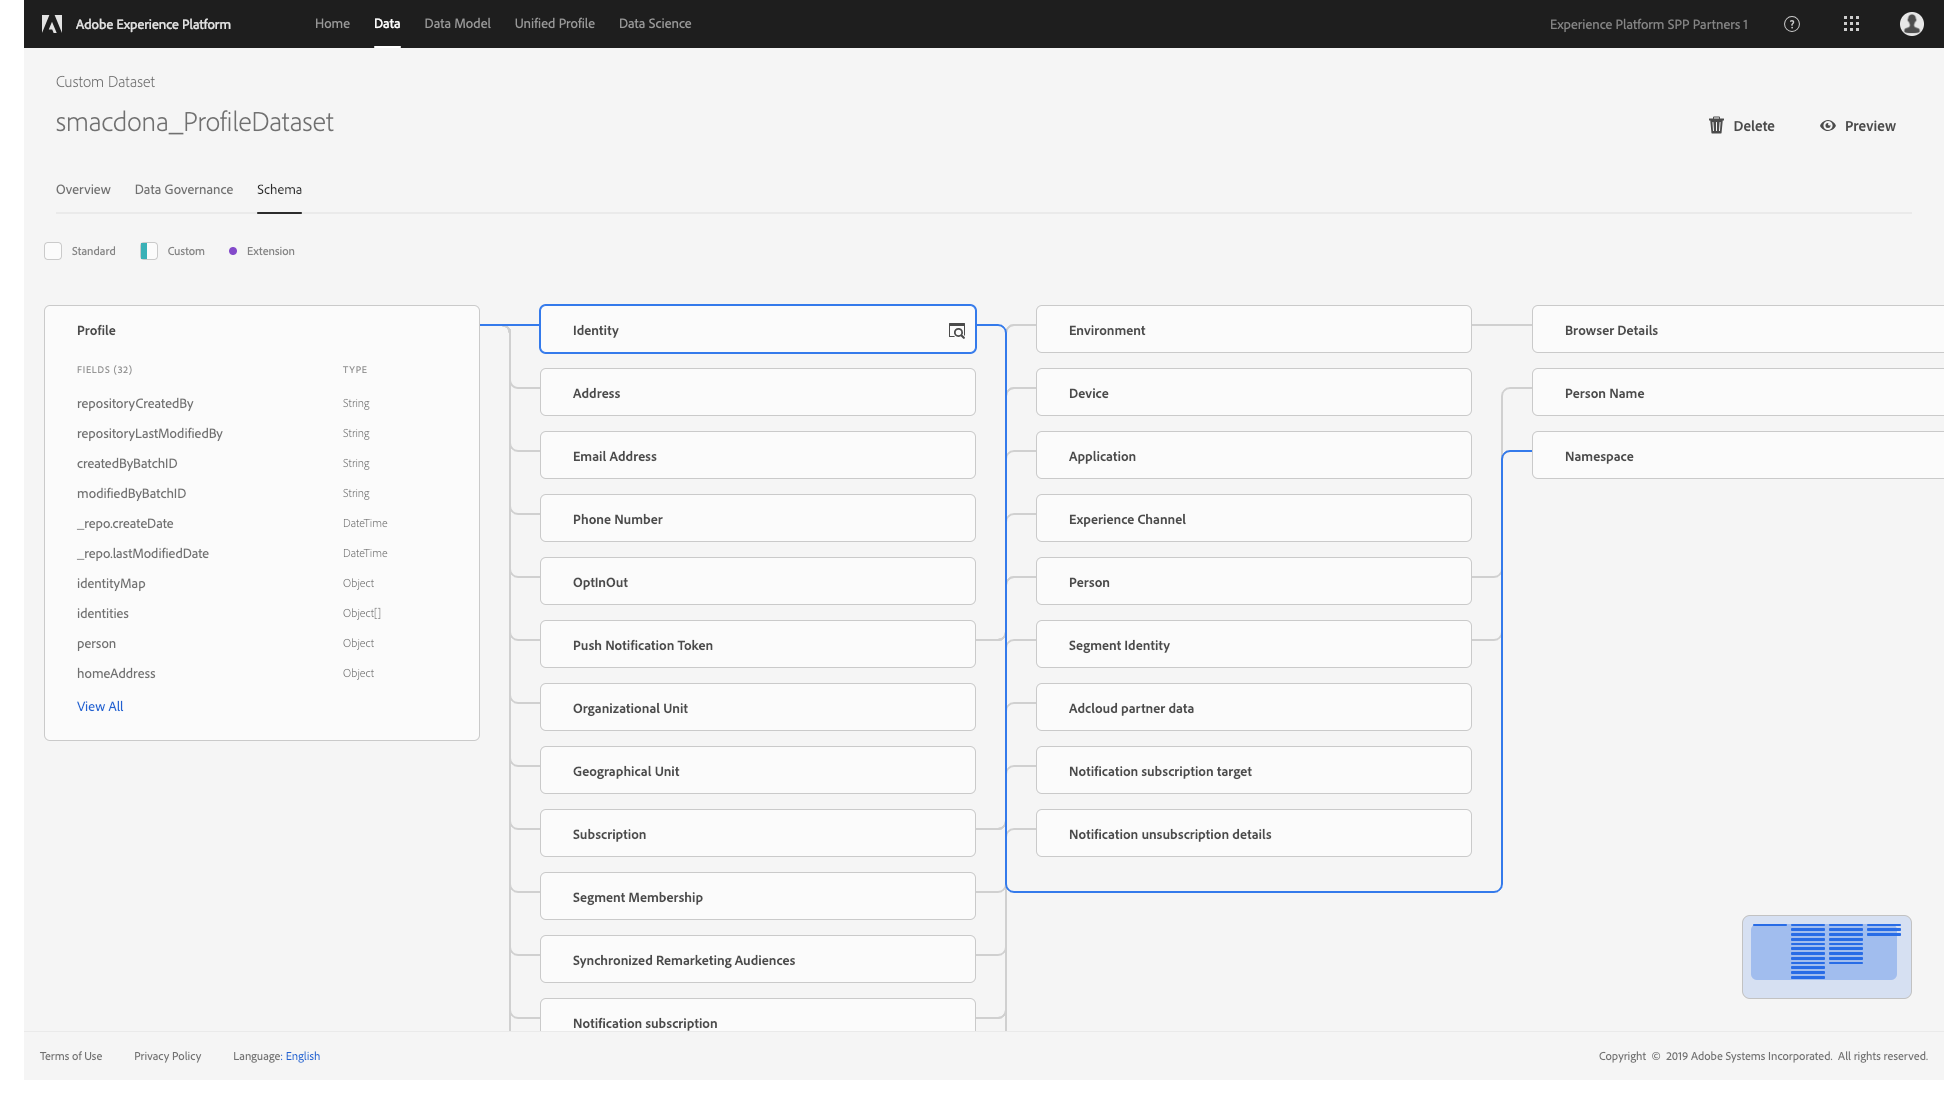 Adobe Experience Platform
Home Data Data Model Unified Profile Data Science
Experience Platform SPP Partners 1
Custom Dataset
smacdona_ProfileDataset
Delete Preview
Overview Data Governance Schema
Standard Custom Extension
Profile
FIELDS (32) TYPE
repositoryCreatedBy String
repositoryLastModifiedBy String
createdByBatchID String
modifiedByBatchID String
_repo.createDate DateTime
_repo.lastModifiedDate DateTime
identityMap Object
identities Object[]
person Object
homeAddress Object
View All
Identity
Address
Email Address
Phone Number
OptInOut
Push Notification Token
Organizational Unit
Geographical Unit
Subscription
Segment Membership
Synchronized Remarketing Audiences
Notification subscription
Environment
Device
Application
Experience Channel
Person
Segment Identity
Adcloud partner data
Notification subscription target
Notification unsubscription details
Browser Details
Person Name
Namespace
Terms of Use Privacy Policy Language: English
Copyright © 2019 Adobe Systems Incorporated. All rights reserved.